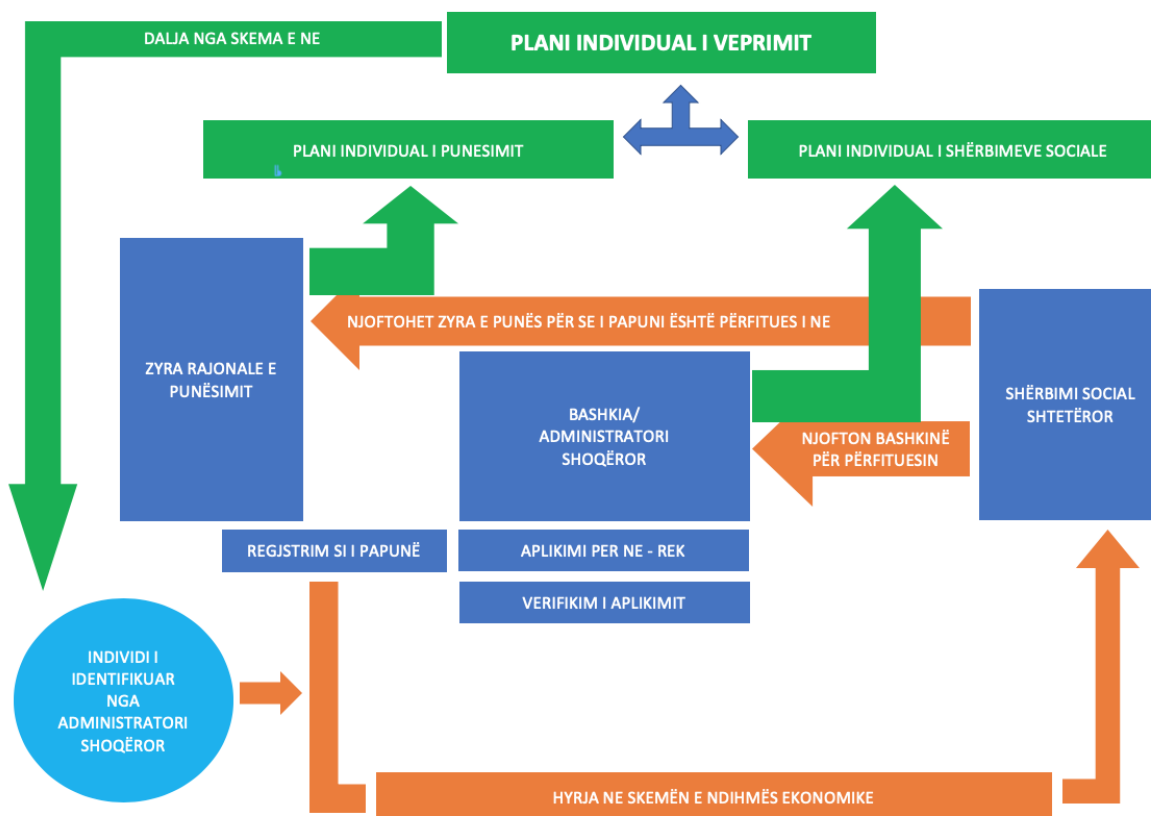 DALJA NGA SKEMA E NE
PLANI INDIVIDUAL I VEPRIMIT
PLANI INDIVIDUAL I PUNESIMIT
PLANI INDIVIDUAL I SHËRBIMEVE SOCIALE
NJOFTOHET ZYRA E PUNËS PËR SE I PAPUNI ËSHTË PËRFITUES I NE
ZYRA RAJONALE E
PUNËSIMIT
BASHKIA/
ADMINISTRATORI
SHOQËROR
SHËRBIMI SOCIAL
SHTETËROR
NJOFTON BASHKINË
PËR PËRFITUESIN
REGJSTRIM SI I PAPUNË
APLIKIMI PER NE - REK
VERIFIKIM I APLIKIMIT
INDIVIDI I
IDENTIFIKUAR
NGA
ADMINISTRATORI
SHOQËROR
HYRJA NE SKEMËN E NDIHMËS EKONOMIKE